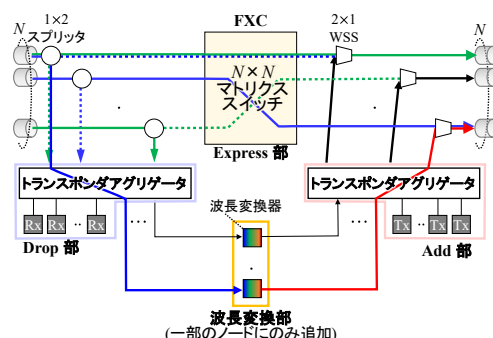 FXC
1×2
スプリッタ
2×1
WSS
N
N
N×N
マトリクス
スイッチ
Express 部
トランスポンダアグリゲータ
トランスポンダアグリゲータ
Rx
Rx
‥
Rx
…
波長変換器
…
Tx
‥
Tx
Tx
Drop 部
Add 部
波長変換部
(一部のノードにのみ追加)